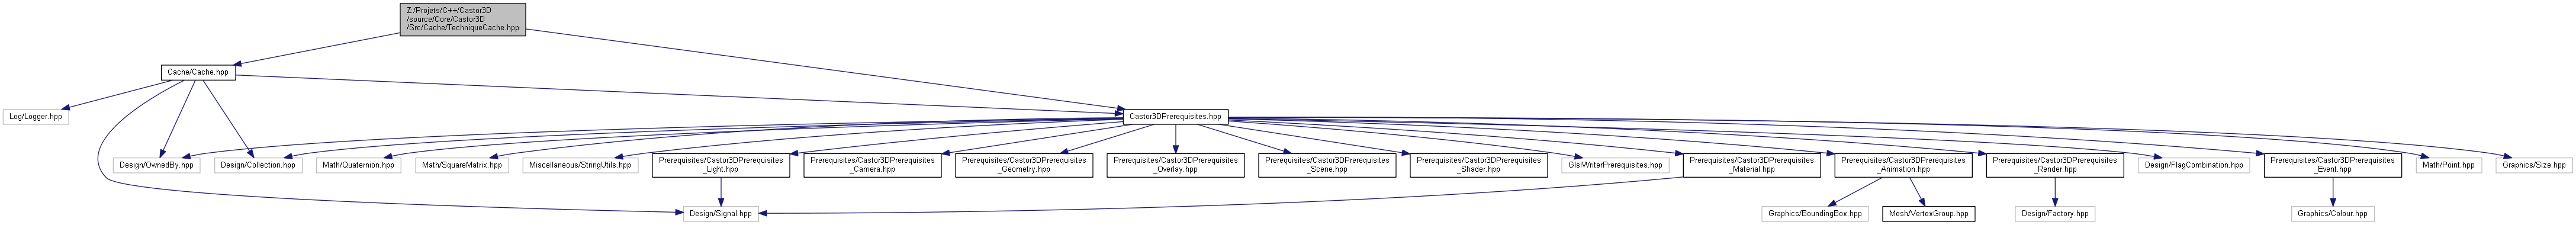 Z:/Projets/C++/Castor3D
/source/Core/Castor3D
/Src/Cache/TechniqueCache.hpp
Cache/Cache.hpp
Log/Logger.hpp
Castor3DPrerequisites.hpp
Design/OwnedBy.hpp
Design/Collection.hpp
Math/Quaternion.hpp
Math/SquareMatrix.hpp
Miscellaneous/StringUtils.hpp
Prerequisites/Castor3DPrerequisites
_Light.hpp
Prerequisites/Castor3DPrerequisites
_Camera.hpp
Prerequisites/Castor3DPrerequisites
_Geometry.hpp
Prerequisites/Castor3DPrerequisites
_Overlay.hpp
Prerequisites/Castor3DPrerequisites
_Scene.hpp
Prerequisites/Castor3DPrerequisites
_Shader.hpp
GlslWriterPrerequisites.hpp
Prerequisites/Castor3DPrerequisites
_Material.hpp
Prerequisites/Castor3DPrerequisites
_Animation.hpp
Prerequisites/Castor3DPrerequisites
_Render.hpp
Design/FlagCombination.hpp
Prerequisites/Castor3DPrerequisites
_Event.hpp
Math/Point.hpp
Graphics/Size.hpp
Design/Signal.hpp
Graphics/BoundingBox.hpp
Mesh/VertexGroup.hpp
Design/Factory.hpp
Graphics/Colour.hpp